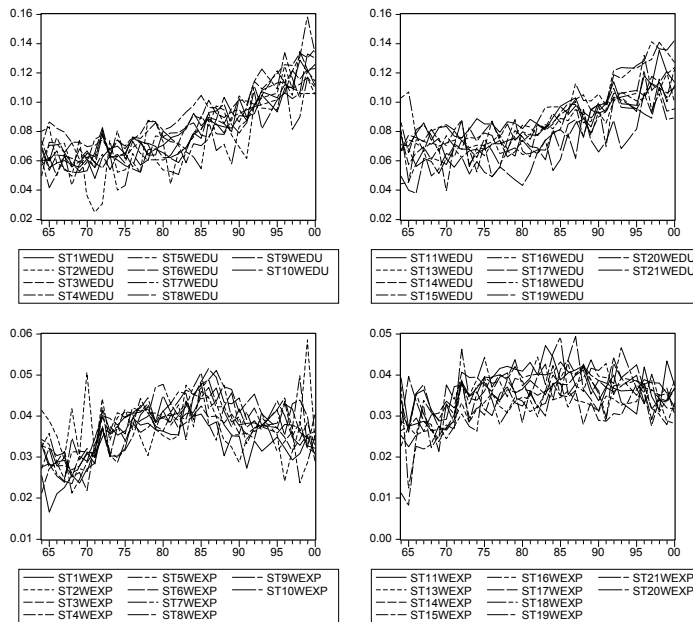 0.16
0.14
0.12
0.10
0.08
0.06
0.04
0.02
65 70 75 80 85 90 95 00
ST1WEDU ST5WEDU ST9WEDU
ST2WEDU ST6WEDU ST10WEDU
ST3WEDU ST7WEDU
ST4WEDU ST8WEDU
0.16
0.14
0.12
0.10
0.08
0.06
0.04
0.02
65 70 75 80 85 90 95 00
ST11WEDU ST16WEDU ST20WEDU
ST13WEDU ST17WEDU ST21WEDU
ST14WEDU ST18WEDU
ST15WEDU ST19WEDU
0.06
0.05
0.04
0.03
0.02
0.01
65 70 75 80 85 90 95 00
ST1WEXP ST5WEXP ST9WEXP
ST2WEXP ST6WEXP ST10WEXP
ST3WEXP ST7WEXP
ST4WEXP ST8WEXP
0.05
0.04
0.03
0.02
0.01
0.00
65 70 75 80 85 90 95 00
ST11WEXP ST16WEXP ST21WEXP
ST13WEXP ST17WEXP ST20WEXP
ST14WEXP ST18WEXP
ST15WEXP ST19WEXP